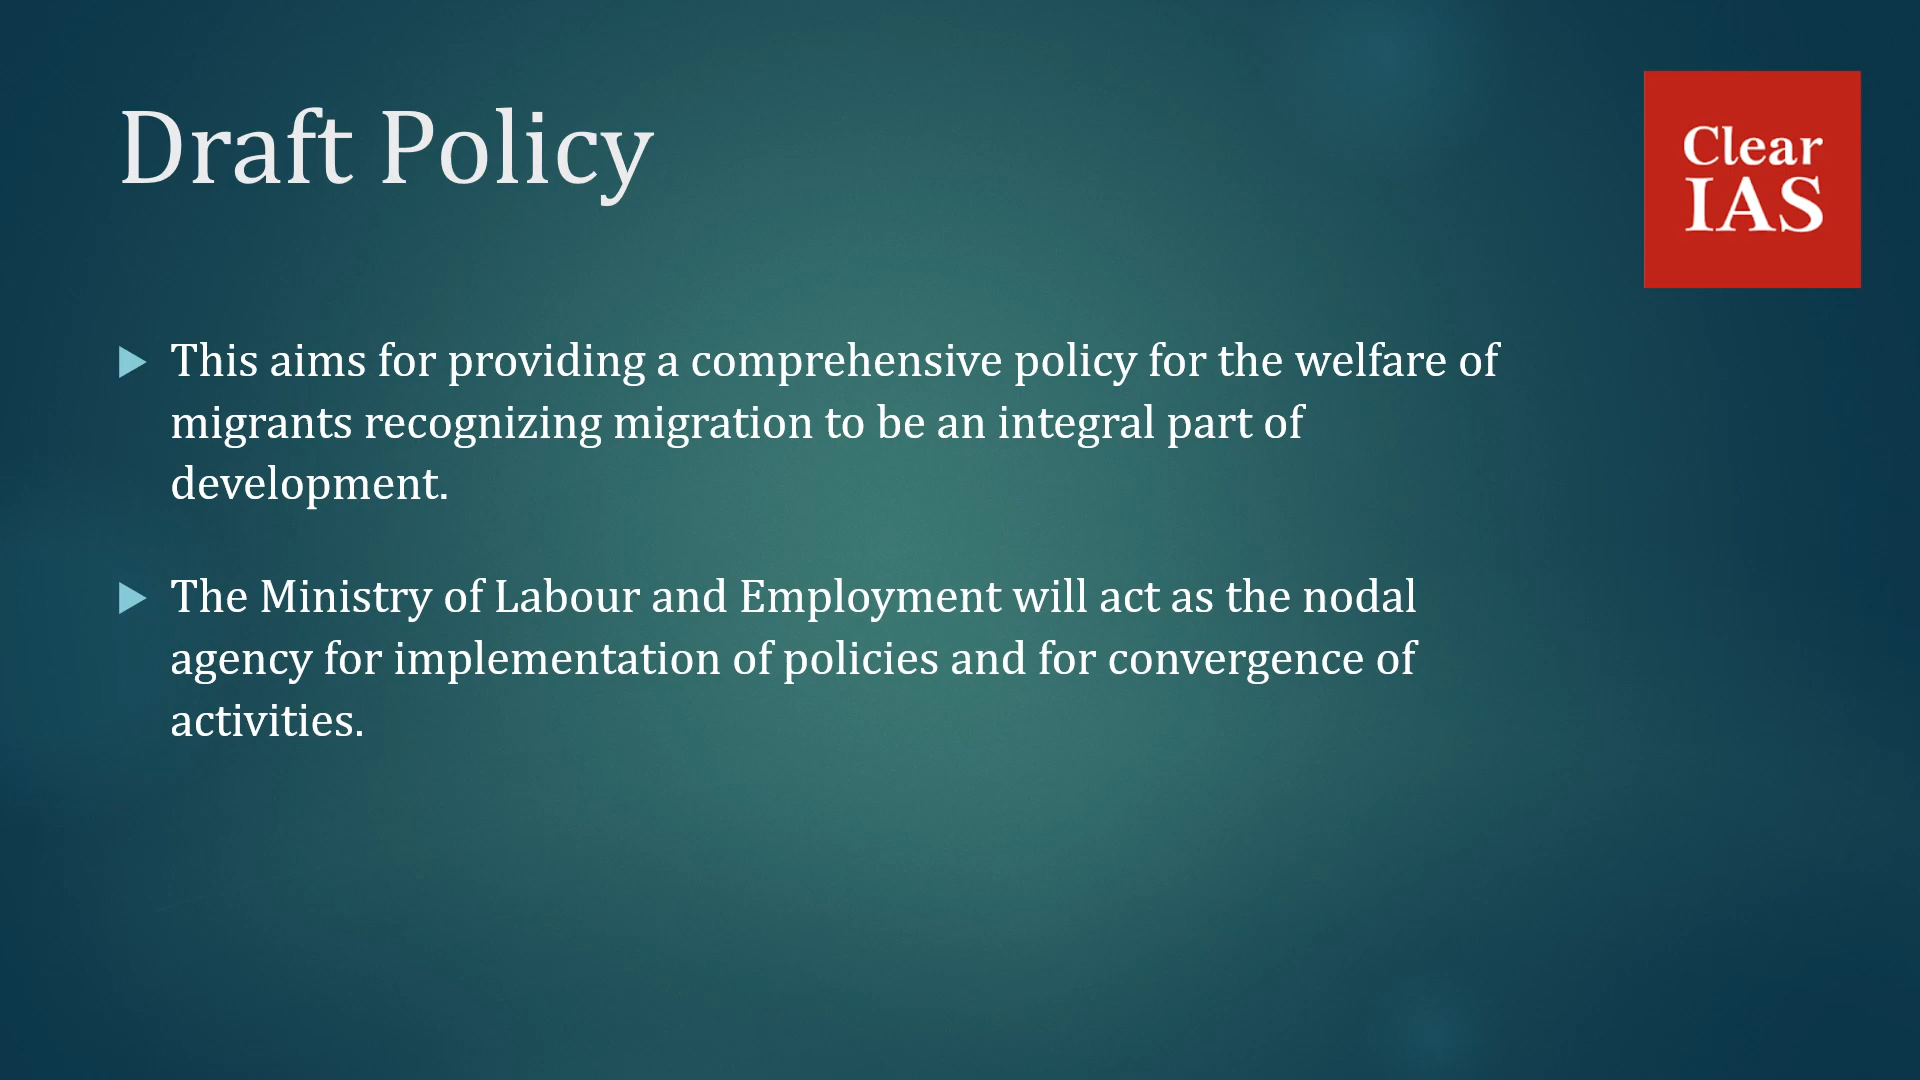 Draft Policy
Clear
IAS
This aims for providing a comprehensive policy for the welfare of
migrants recognizing migration to be an integral part of
development.
The Ministry of Labour and Employment will act as the nodal
agency for implementation of policies and for convergence of
activities.